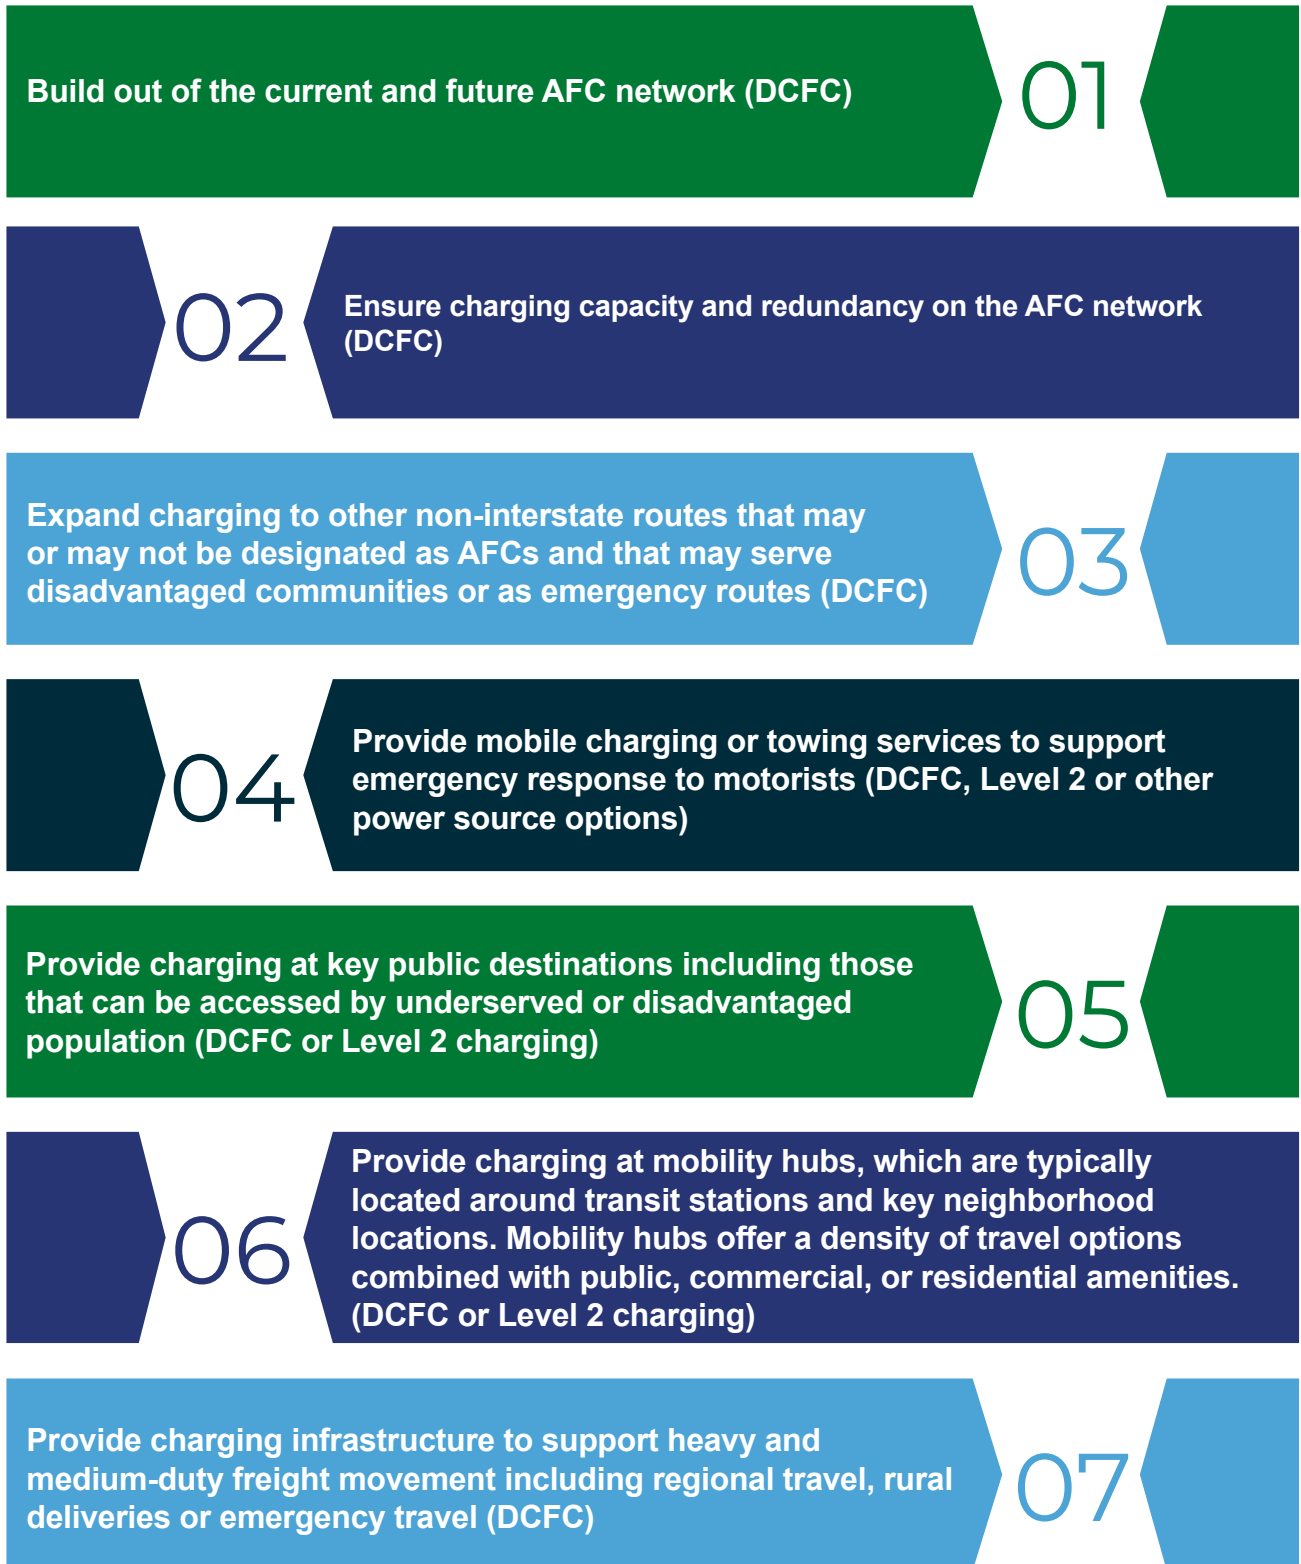 Build out of the current and future AFC network (DCFC)
01
02
Ensure charging capacity and redundancy on the AFC network
(DCFC)
Expand charging to other non-interstate routes that may
or may not be designated as AFCs and that may serve
disadvantaged communities or as emergency routes (DCFC)
03
04
Provide mobile charging or towing services to support
emergency response to motorists (DCFC, Level 2 or other
power source options)
Provide charging at key public destinations including those
that can be accessed by underserved or disadvantaged
population (DCFC or Level 2 charging)
05
06
Provide charging at mobility hubs, which are typically
located around transit stations and key neighborhood
locations. Mobility hubs offer a density of travel options
combined with public, commercial, or residential amenities.
(DCFC or Level 2 charging)
Provide charging infrastructure to support heavy and
medium-duty freight movement including regional travel, rural
deliveries or emergency travel (DCFC)
07